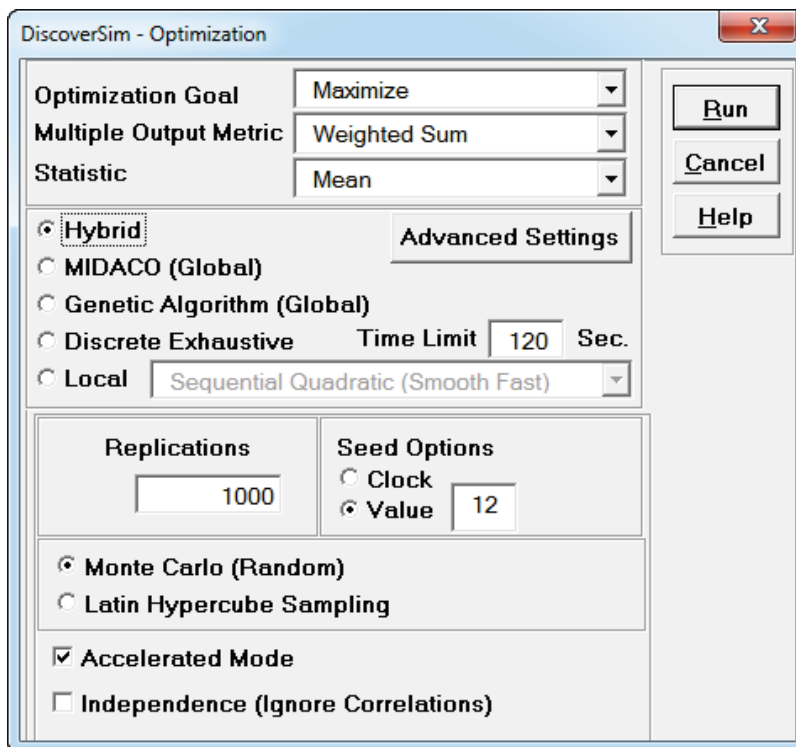 DiscoverSim - Optimization
Optimization Goal Maximize
Multiple Output Metric Weighted Sum
Statistic Mean
Run
Cancel
Help
Hybrid
Advanced Settings
MIDACO (Global)
Genetic Algorithm (Global)
Discrete Exhaustive Time Limit 120 Sec.
Local Sequential Quadratic (Smooth Fast)
Replications
1000
Seed Options
Clock
Value 12
Monte Carlo (Random)
Latin Hypercube Sampling
Accelerated Mode
Independence (Ignore Correlations)